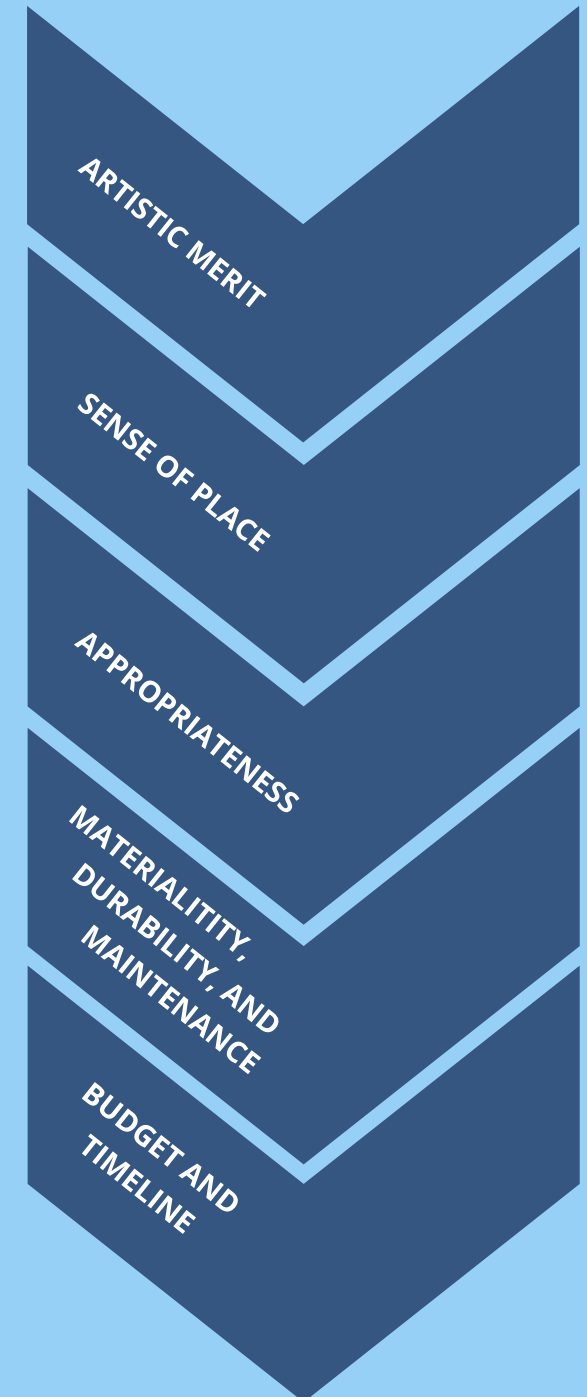 ARTISTIC MERIT
SENSE OF PLACE
APPROPRIATENESS
MATERIALITITY,
DURABILITY, AND
MAINTENANCE
BUDGET AND
TIMELINE